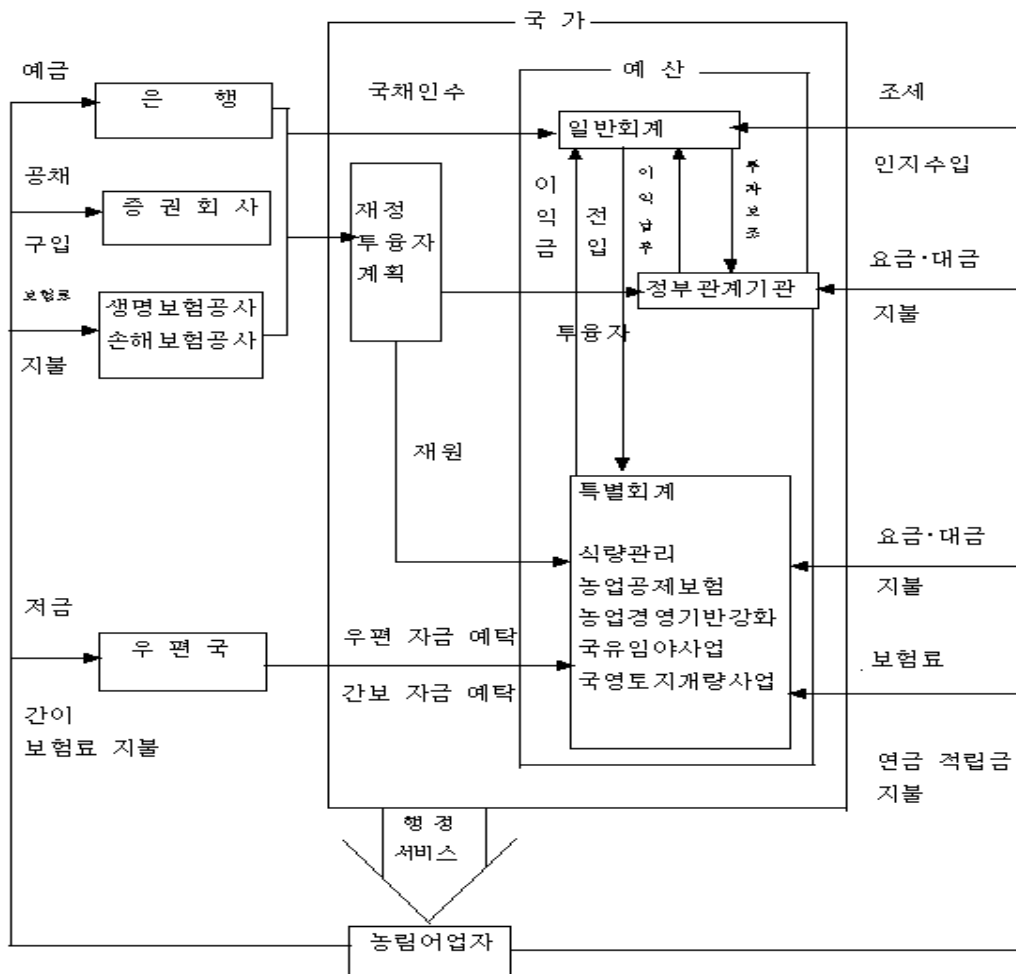 국 가
예 산
예금
은 행
국채인수
조세
일반회계
공채
증 권 회 사
구입
재정
투융자
계획
이익금
전입
이익납부
투자보조
인지수입
보험료
생명보험공사
손해보험공사
지불
정부관계기관
요금·대금
지불
투융자
재원
특별회계
식량관리
농업공제보험
농업경영기반강화
국유임야사업
국영토지개량사업
요금·대금
지불
저금
우 편 국
우편 자금 예탁
간보 자금 예탁
보험료
간이
보험료 지불
연금 적립금
지불
행 정
서비스
농림어업자